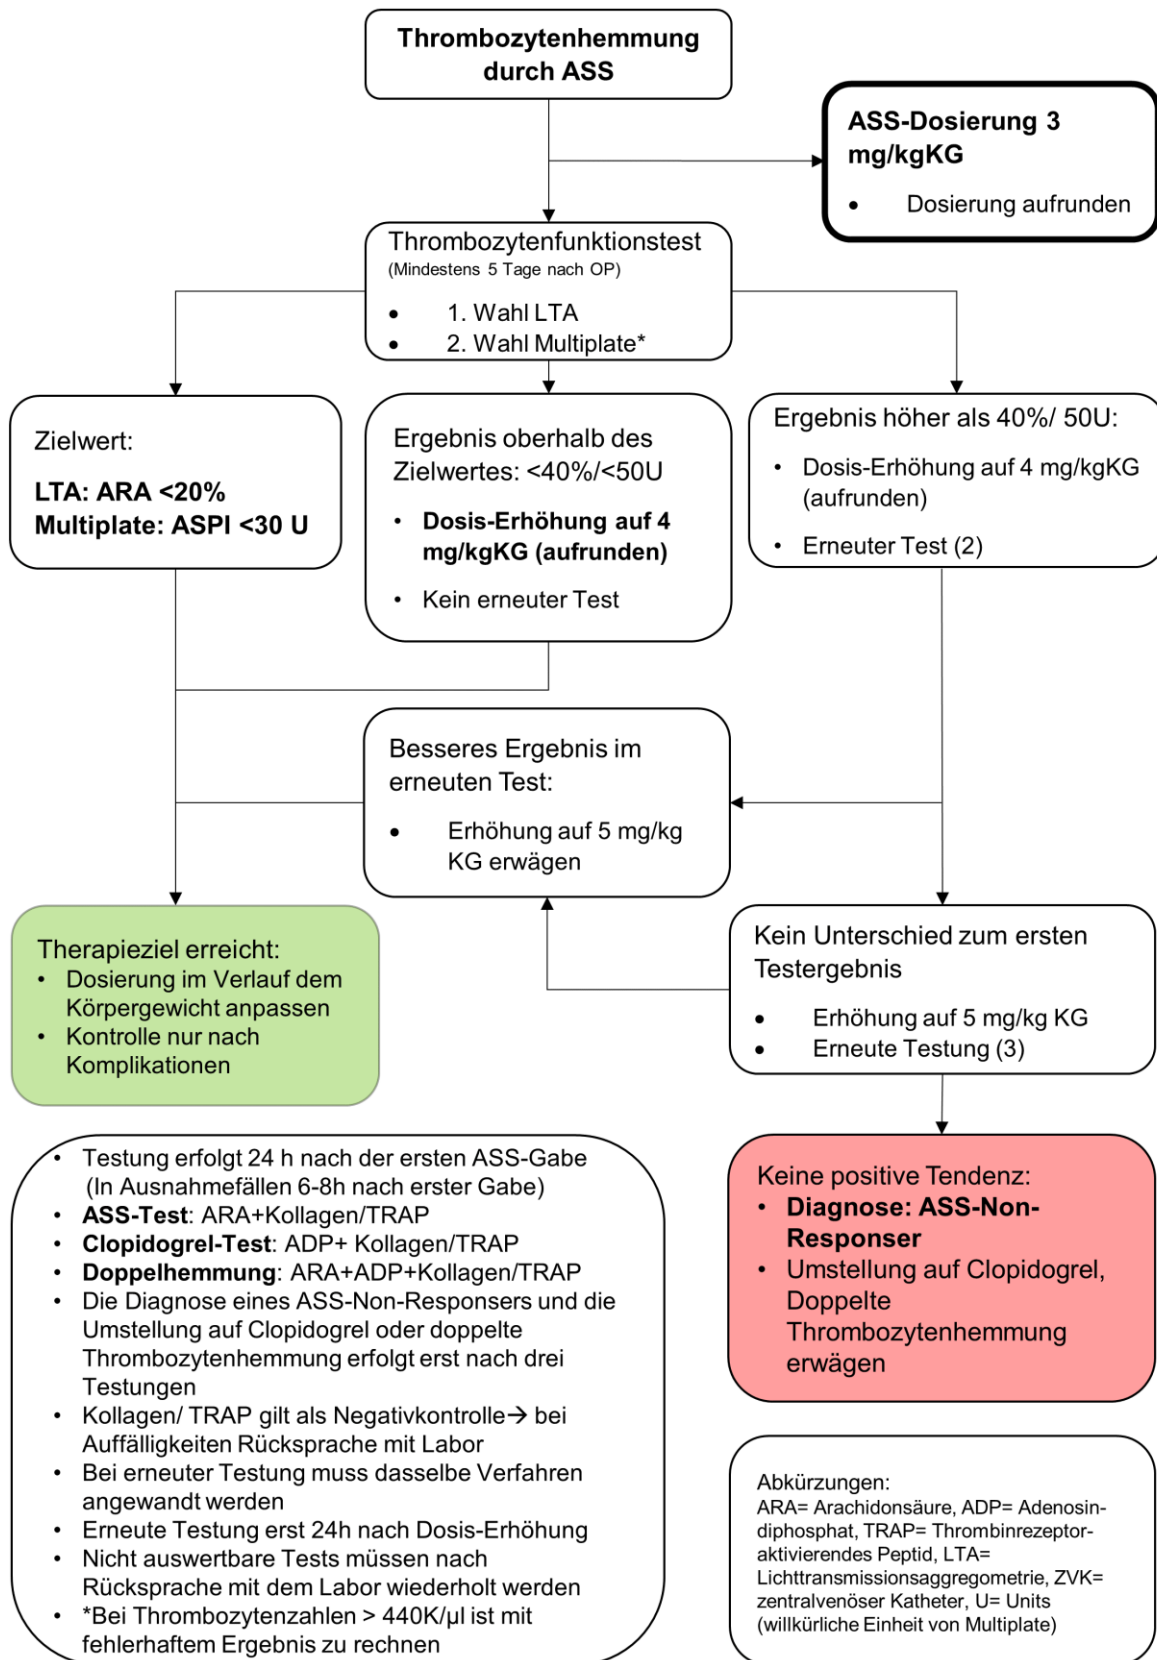 Thrombozytenhemmung
durch ASS
ASS-Dosierung 3
mg/kgKG
• Dosierung aufrunden
Thrombozytenfunktionstest
(Mindestens 5 Tage nach OP)
• 1. Wahl LTA
• 2. Wahl Multiplate*
Zielwert:
LTA: ARA <20%
Multiplate: ASPI <30 U
Ergebnis oberhalb des
Zielwertes: <40%/<50U
• Dosis-Erhöhung auf 4
mg/kgKG (aufrunden)
• Kein erneuter Test
Ergebnis höher als 40%/ 50U:
• Dosis-Erhöhung auf 4 mg/kgKG
(aufrunden)
• Erneuter Test (2)
Besseres Ergebnis im
erneuten Test:
• Erhöhung auf 5 mg/kg
KG erwägen
Therapieziel erreicht:
• Dosierung im Verlauf dem
Körpergewicht anpassen
• Kontrolle nur nach
Komplikationen
Kein Unterschied zum ersten
Testergebnis
• Erhöhung auf 5 mg/kg KG
• Erneute Testung (3)
Keine positive Tendenz:
• Diagnose: ASS-Non-
Responser
• Umstellung auf Clopidogrel,
Doppelte
Thrombozytenhemmung
erwägen
• Testung erfolgt 24 h nach der ersten ASS-Gabe
(In Ausnahmefällen 6-8h nach erster Gabe)
• ASS-Test: ARA+Kollagen/TRAP
• Clopidogrel-Test: ADP+ Kollagen/TRAP
• Doppelhemmung: ARA+ADP+Kollagen/TRAP
• Die Diagnose eines ASS-Non-Responsers und die
Umstellung auf Clopidogrel oder doppelte
Thrombozytenhemmung erfolgt erst nach drei
Testungen
• Kollagen/ TRAP gilt als Negativkontrolle→ bei
Auffälligkeiten Rücksprache mit Labor
• Bei erneuter Testung muss dasselbe Verfahren
angewandt werden
• Erneute Testung erst 24h nach Dosis-Erhöhung
• Nicht auswertbare Tests müssen nach
Rücksprache mit dem Labor wiederholt werden
• *Bei Thrombozytenzahlen > 440K/µl ist mit
fehlerhaftem Ergebnis zu rechnen
Abkürzungen:
ARA= Arachidonsäure, ADP= Adenosin-
diphosphat, TRAP= Thrombinrezeptor-
aktivierendes Peptid, LTA=
Lichttransmissionsaggregometrie, ZVK=
zentralvenöser Katheter, U= Units
(willkürliche Einheit von Multiplate)